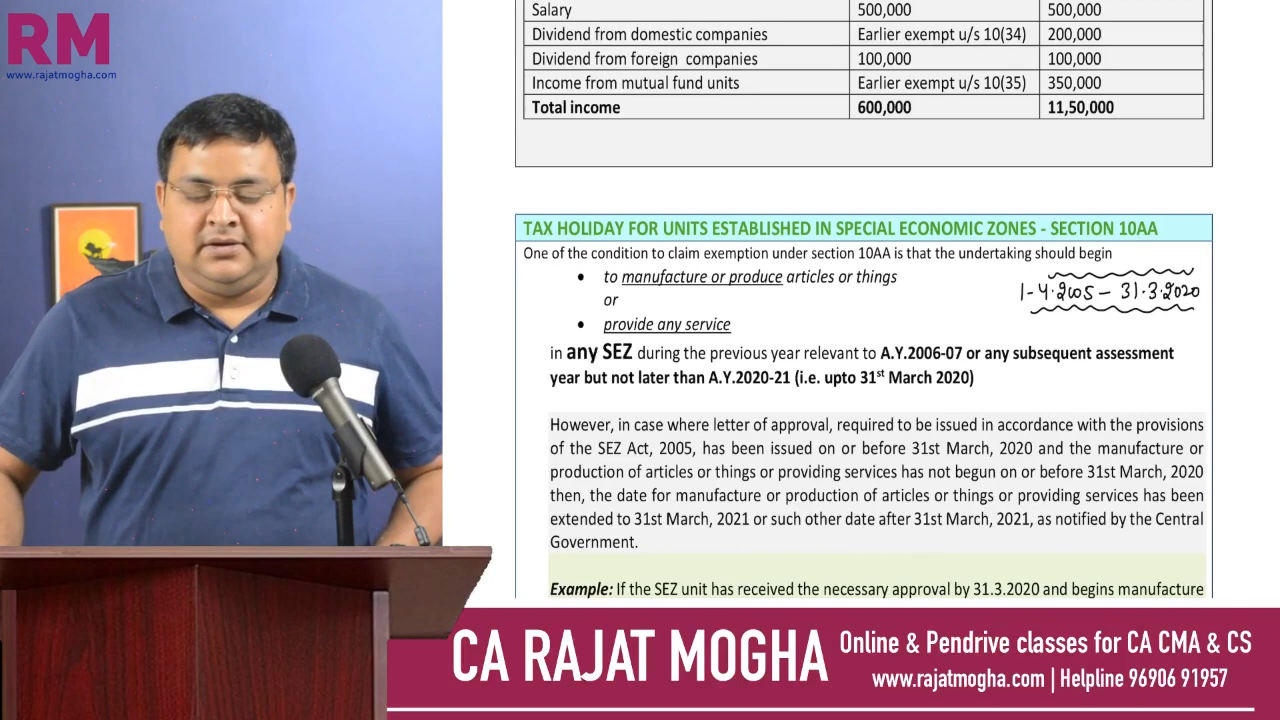 RM
www.rajatmogha.com
Salary 500,000 500,000
Dividend from domestic companies Earlier exempt u/s 10(34) 200,000
Dividend from foreign companies 100,000 100,000
Income from mutual fund units Earlier exempt u/s 10(35) 350,000
Total income 600,000 11,50,000
TAX HOLIDAY FOR UNITS ESTABLISHED IN SPECIAL ECONOMIC ZONES - SECTION 10AA
One of the condition to claim exemption under section 10AA is that the undertaking should begin
• to manufacture or produce articles or things
1-4-2005 - 31.3.2020
or
• provide any service
in any SEZ during the previous year relevant to A.Y.2006-07 or any subsequent assessment
year but not later than A.Y.2020-21 (i.e. upto 31st March 2020)
However, in case where letter of approval, required to be issued in accordance with the provisions
of the SEZ Act, 2005, has been issued on or before 31st March, 2020 and the manufacture or
production of articles or things or providing services has not begun on or before 31st March, 2020
then, the date for manufacture or production of articles or things or providing services has been
extended to 31st March, 2021 or such other date after 31st March, 2021, as notified by the Central
Government.
Example: If the SEZ unit has received the necessary approval by 31.3.2020 and begins manufacture
CA RAJAT MOGHA
Online & Pendrive classes for CA CMA & CS
www.rajatmogha.com | Helpline 96906 91957